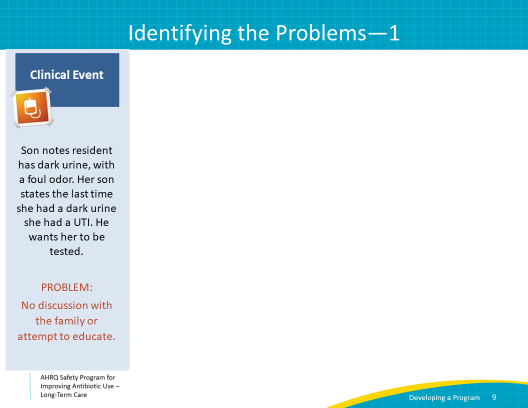 Identifying the Problems—1
Clinical Event
Son notes resident
has dark urine, with
a foul odor. Her son
states the last time
she had a dark urine
she had a UTI. He
wants her to be
tested.
PROBLEM:
No discussion with
the family or
attempt to educate.
AHRQ Safety Program for
Improving Antibiotic Use –
Long-Term Care
Developing a Program 9